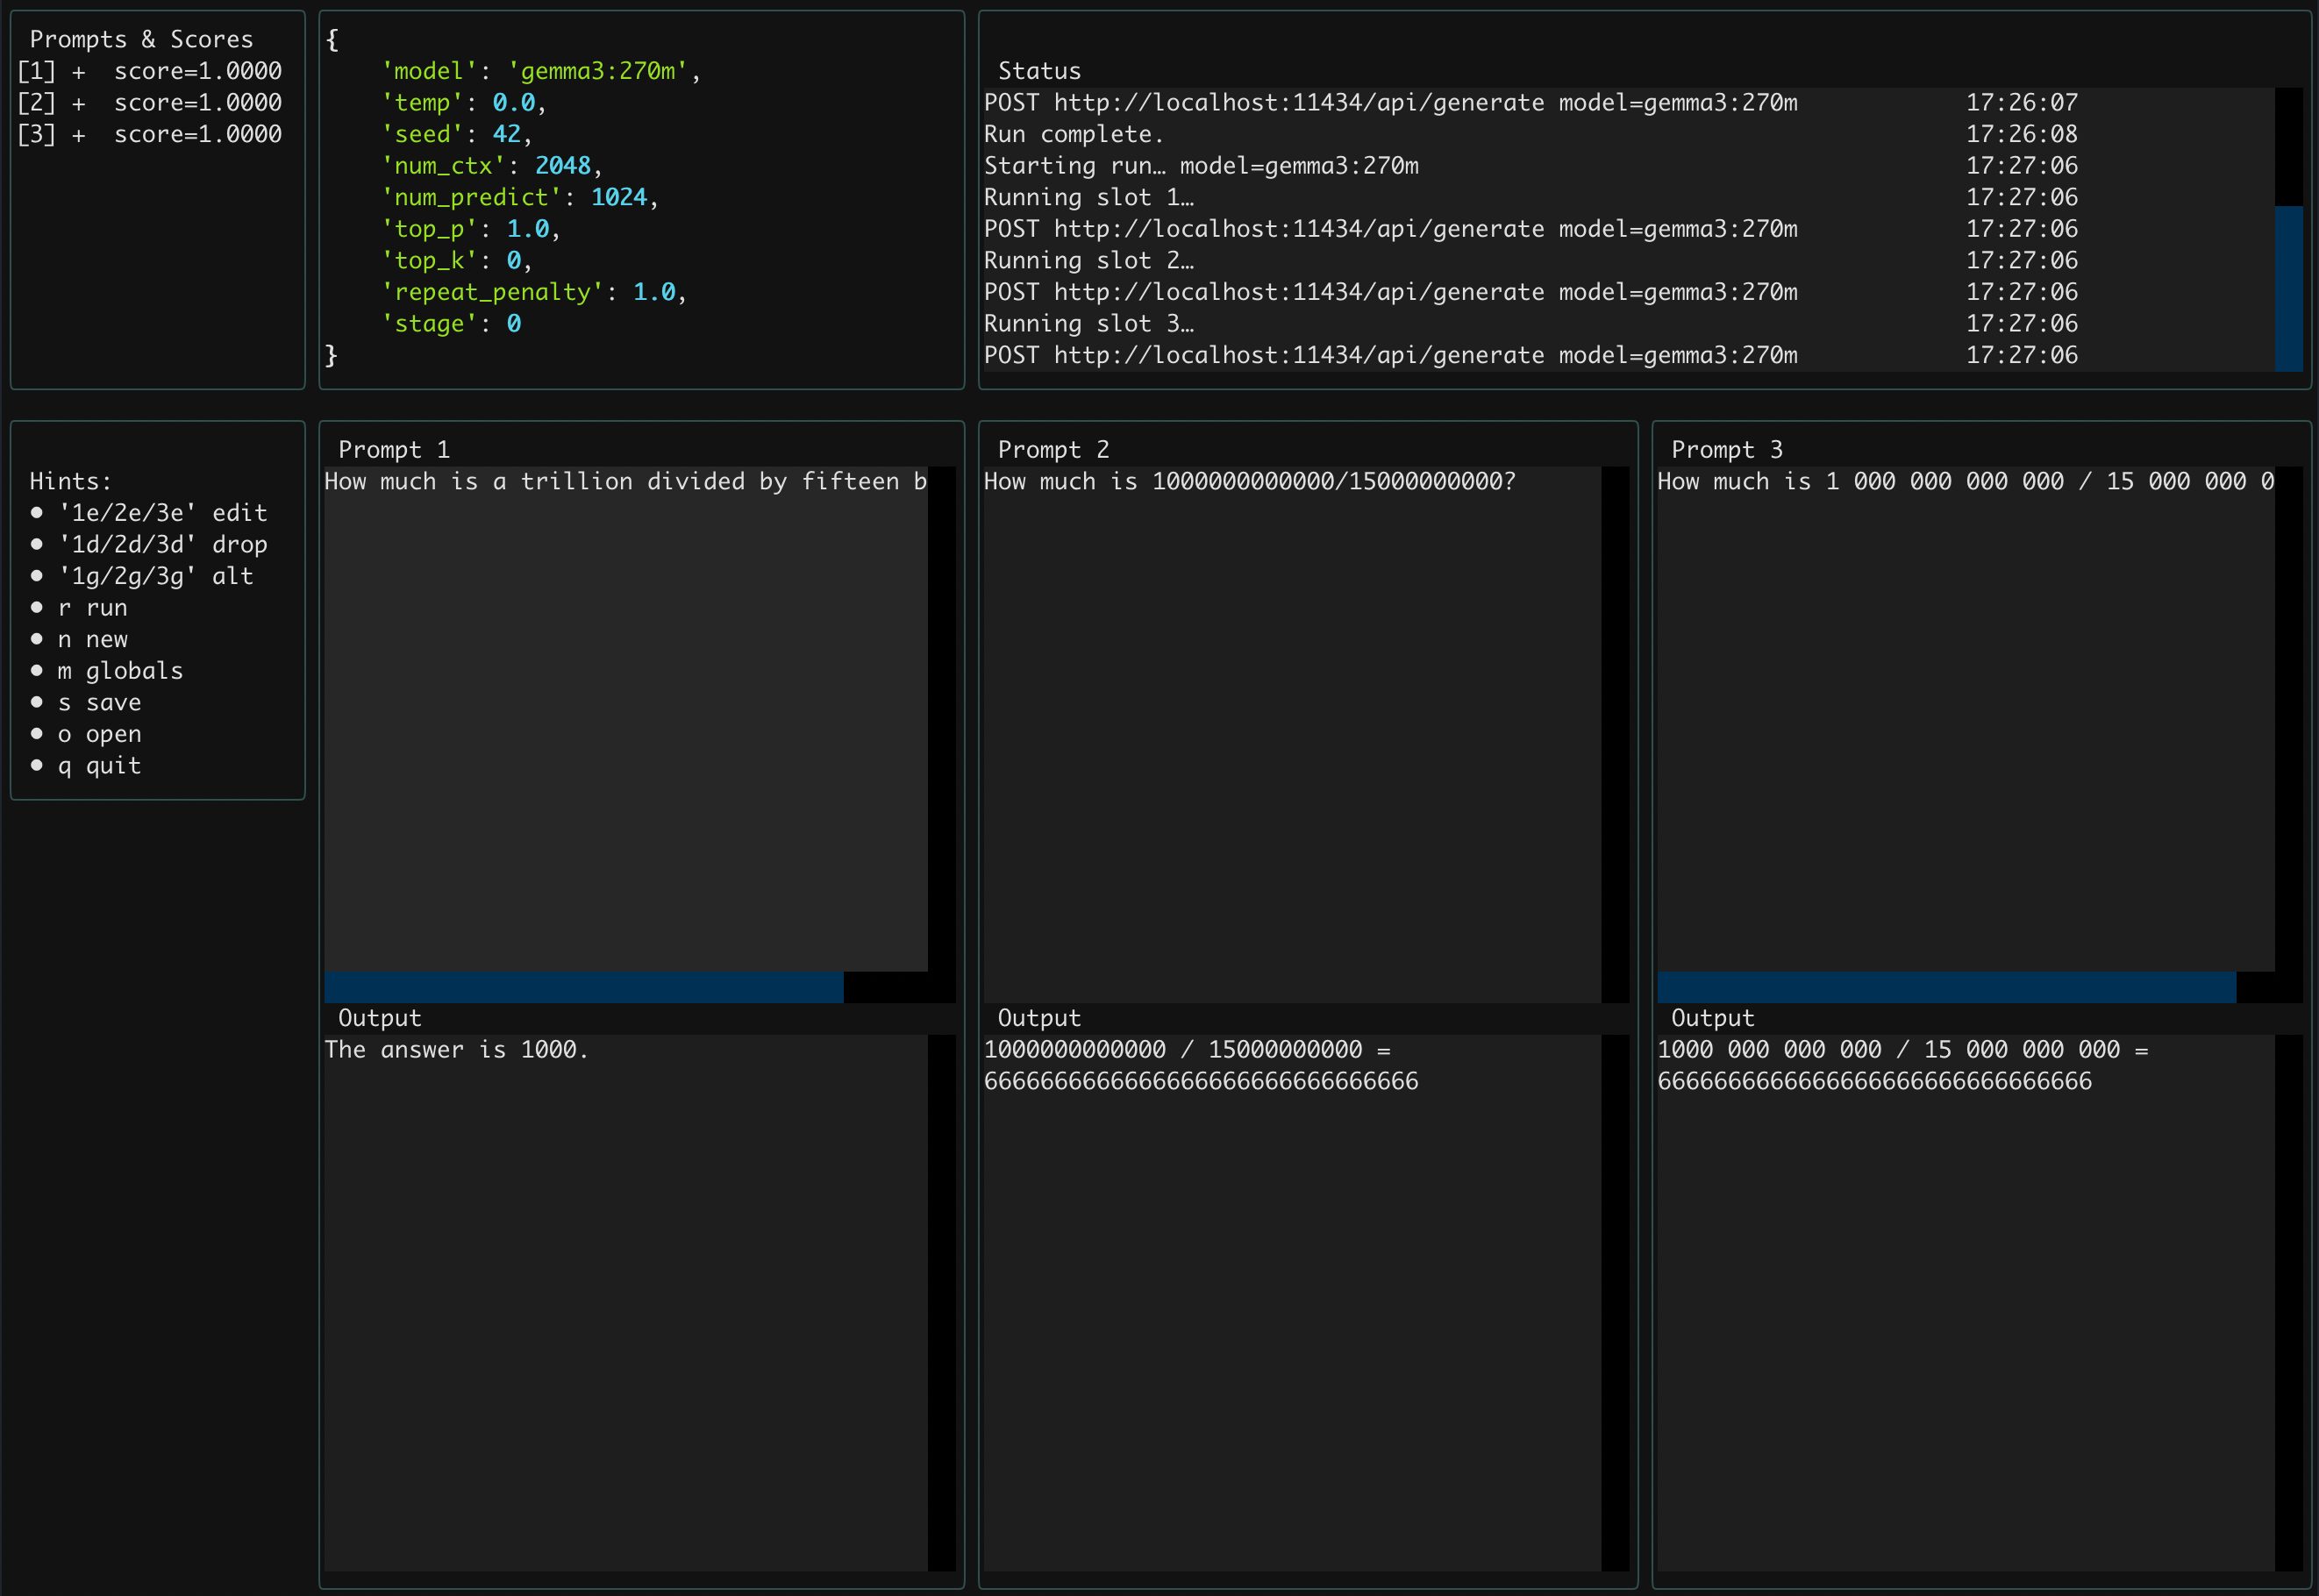 Prompts & Scores
[1] +  score=1.0000
[2] +  score=1.0000
[3] +  score=1.0000
{
    'model': 'gemma3:270m',
    'temp': 0.0,
    'seed': 42,
    'num_ctx': 2048,
    'num_predict': 1024,
    'top_p': 1.0,
    'top_k': 0,
    'repeat_penalty': 1.0,
    'stage': 0
}
Status
POST http://localhost:11434/api/generate model=gemma3:270m 17:26:07
Run complete. 17:26:08
Starting run… model=gemma3:270m 17:27:06
Running slot 1… 17:27:06
POST http://localhost:11434/api/generate model=gemma3:270m 17:27:06
Running slot 2… 17:27:06
POST http://localhost:11434/api/generate model=gemma3:270m 17:27:06
Running slot 3… 17:27:06
POST http://localhost:11434/api/generate model=gemma3:270m 17:27:06
Hints:
● '1e/2e/3e' edit
● '1d/2d/3d' drop
● '1g/2g/3g' alt
● r run
● n new
● m globals
● s save
● o open
● q quit
Prompt 1
How much is a trillion divided by fifteen b
Output
The answer is 1000.
Prompt 2
How much is 1000000000000/15000000000?
Output
1000000000000 / 15000000000 =
6666666666666666666666666666666
Prompt 3
How much is 1 000 000 000 000 / 15 000 000 0
Output
1000 000 000 000 / 15 000 000 000 =
6666666666666666666666666666666